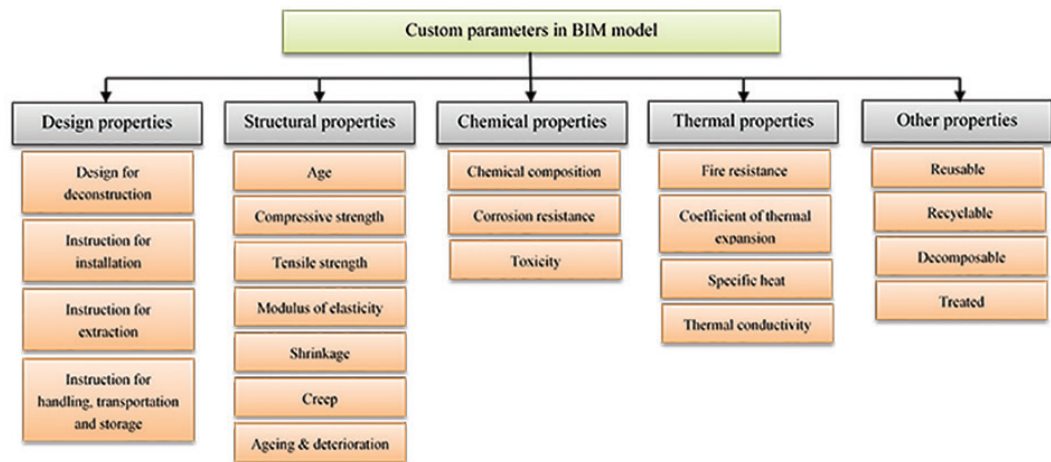 Custom parameters in BIM model
Design properties
Design for
deconstruction
Instruction for
installation
Instruction for
extraction
Instruction for
handling, transportation
and storage
Structural properties
Age
Compressive strength
Tensile strength
Modulus of elasticity
Shrinkage
Creep
Ageing & deterioration
Chemical properties
Chemical composition
Corrosion resistance
Toxicity
Thermal properties
Fire resistance
Coefficient of thermal
expansion
Specific heat
Thermal conductivity
Other properties
Reusable
Recyclable
Decomposable
Treated